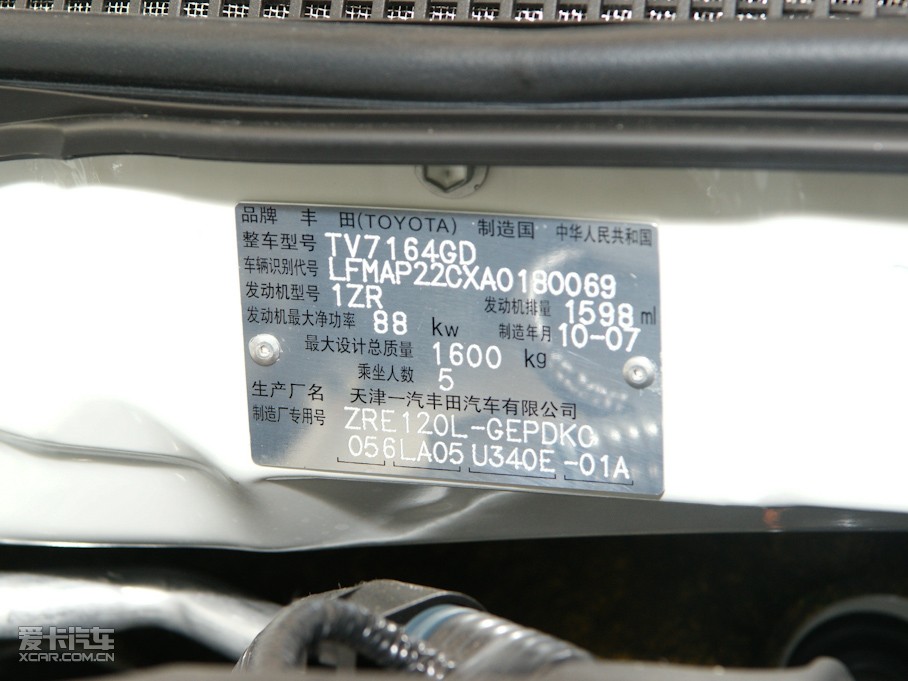 品牌 丰 田(TOYOTA) 制造国 中华人民共和国
整车型号 TV7164GD
车辆识别代号 LFMAP22CXA0180069
发动机型号 1ZR 发动机排量 1598 ml
发动机最大净功率 88 kw 制造年月 10-07
最大设计总质量 1600 kg
乘坐人数 5
生产厂名 天津一汽丰田汽车有限公司
制造厂专用号 ZRE120L-GEPDKC
056LA05 U340E -01A
爱卡汽车
XCAR.COM.CN